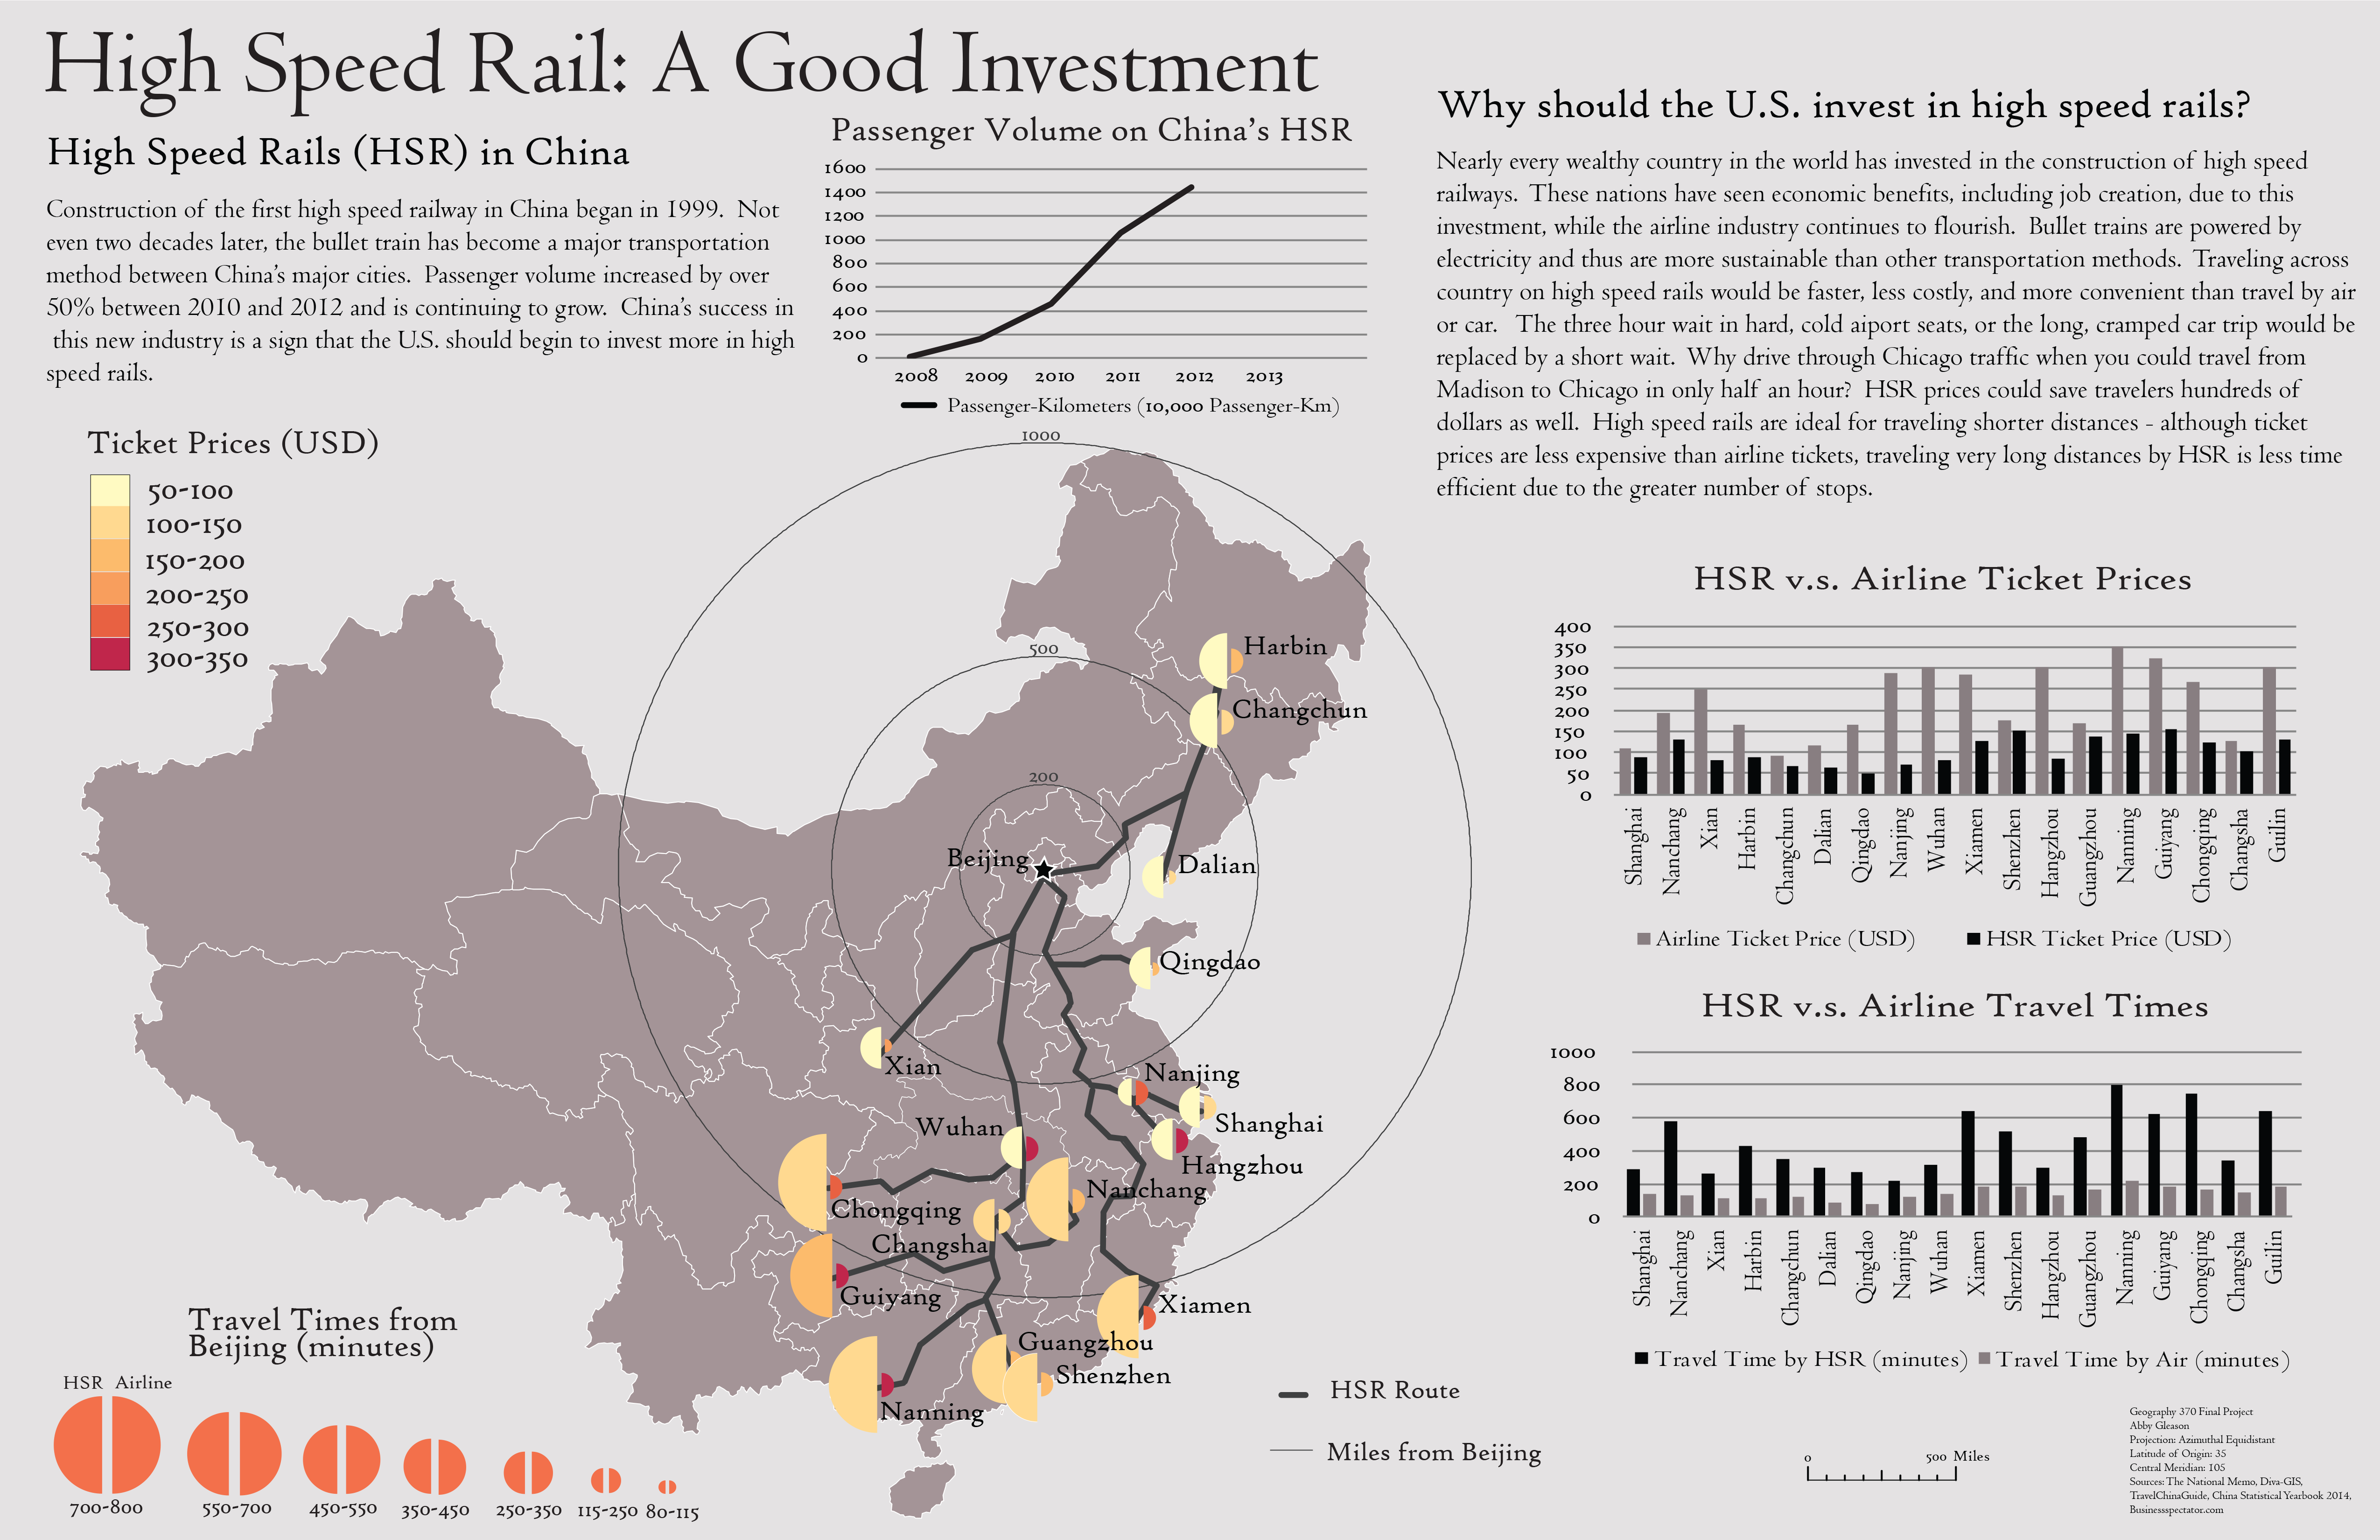 High Speed Rail: A Good Investment
High Speed Rails (HSR) in China
Construction of the first high speed railway in China began in 1999. Not
even two decades later, the bullet train has become a major transportation
method between China's major cities. Passenger volume increased by over
50% between 2010 and 2012 and is continuing to grow. China's success in
this new industry is a sign that the U.S. should begin to invest more in high
speed rails.
Passenger Volume on China's HSR
1600
1400
1200
1000
800
600
400
200
0
2008 2009 2010 2011 2012 2013
Passenger-Kilometers (10,000 Passenger-Km)
Why should the U.S. invest in high speed rails?
Nearly every wealthy country in the world has invested in the construction of high speed
railways. These nations have seen economic benefits, including job creation, due to this
investment, while the airline industry continues to flourish. Bullet trains are powered by
electricity and thus are more sustainable than other transportation methods. Traveling across
country on high speed rails would be faster, less costly, and more convenient than travel by air
or car. The three hour wait in hard, cold aiport seats, or the long, cramped car trip would be
replaced by a short wait. Why drive through Chicago traffic when you could travel from
Madison to Chicago in only half an hour? HSR prices could save travelers hundreds of
dollars as well. High speed rails are ideal for traveling shorter distances - although ticket
prices are less expensive than airline tickets, traveling very long distances by HSR is less time
efficient due to the greater number of stops.
Ticket Prices (USD)
50-100
100-150
150-200
200-250
250-300
300-350
1000
500
200
Harbin
Changchun
Beijing
Dalian
Qingdao
Xian
Nanjing
Shanghai
Wuhan
Hangzhou
Nanchang
Chongqing
Changsha
Guiyang
Xiamen
Guangzhou
Shenzhen
Nanning
Travel Times from
Beijing (minutes)
HSR Airline
700-800 550-700 450-550 350-450 250-350 115-250 80-115
HSR Route
Miles from Beijing
HSR v.s. Airline Ticket Prices
400
350
300
250
200
150
100
50
0
Shanghai
Nanchang
Xian
Harbin
Changchun
Dalian
Qingdao
Nanjing
Wuhan
Xiamen
Shenzhen
Hangzhou
Guangzhou
Nanning
Guiyang
Chongqing
Changsha
Guilin
Airline Ticket Price (USD) HSR Ticket Price (USD)
HSR v.s. Airline Travel Times
1000
800
600
400
200
0
Shanghai
Nanchang
Xian
Harbin
Changchun
Dalian
Qingdao
Nanjing
Wuhan
Xiamen
Shenzhen
Hangzhou
Guangzhou
Nanning
Guiyang
Chongqing
Changsha
Guilin
Travel Time by HSR (minutes) Travel Time by Air (minutes)
0 500 Miles
Geography 370 Final Project
Abby Gleason
Projection: Azimuthal Equidistant
Latitude of Origin: 35
Central Meridian: 105
Sources: The National Memo, Diva-GIS,
TravelChinaGuide, China Statistical Yearbook 2014,
Businessspectator.com